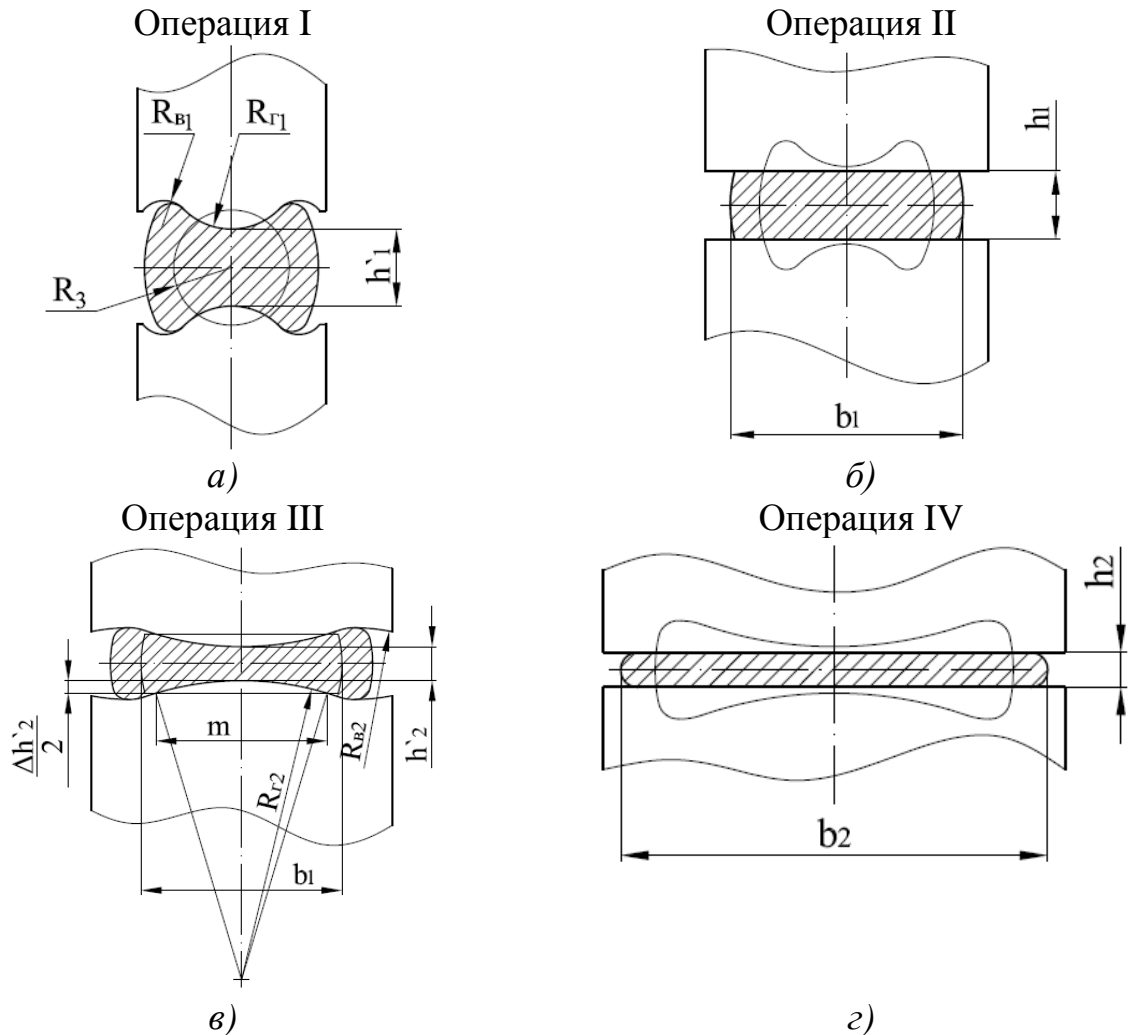 Операция I
Rв1
Rг1
R3
h`1
а)
Операция II
h1
b1
б)
Операция III
Δh`2
2
m
Rг2
Rв2
h`2
b1
в)
Операция IV
h2
b2
г)